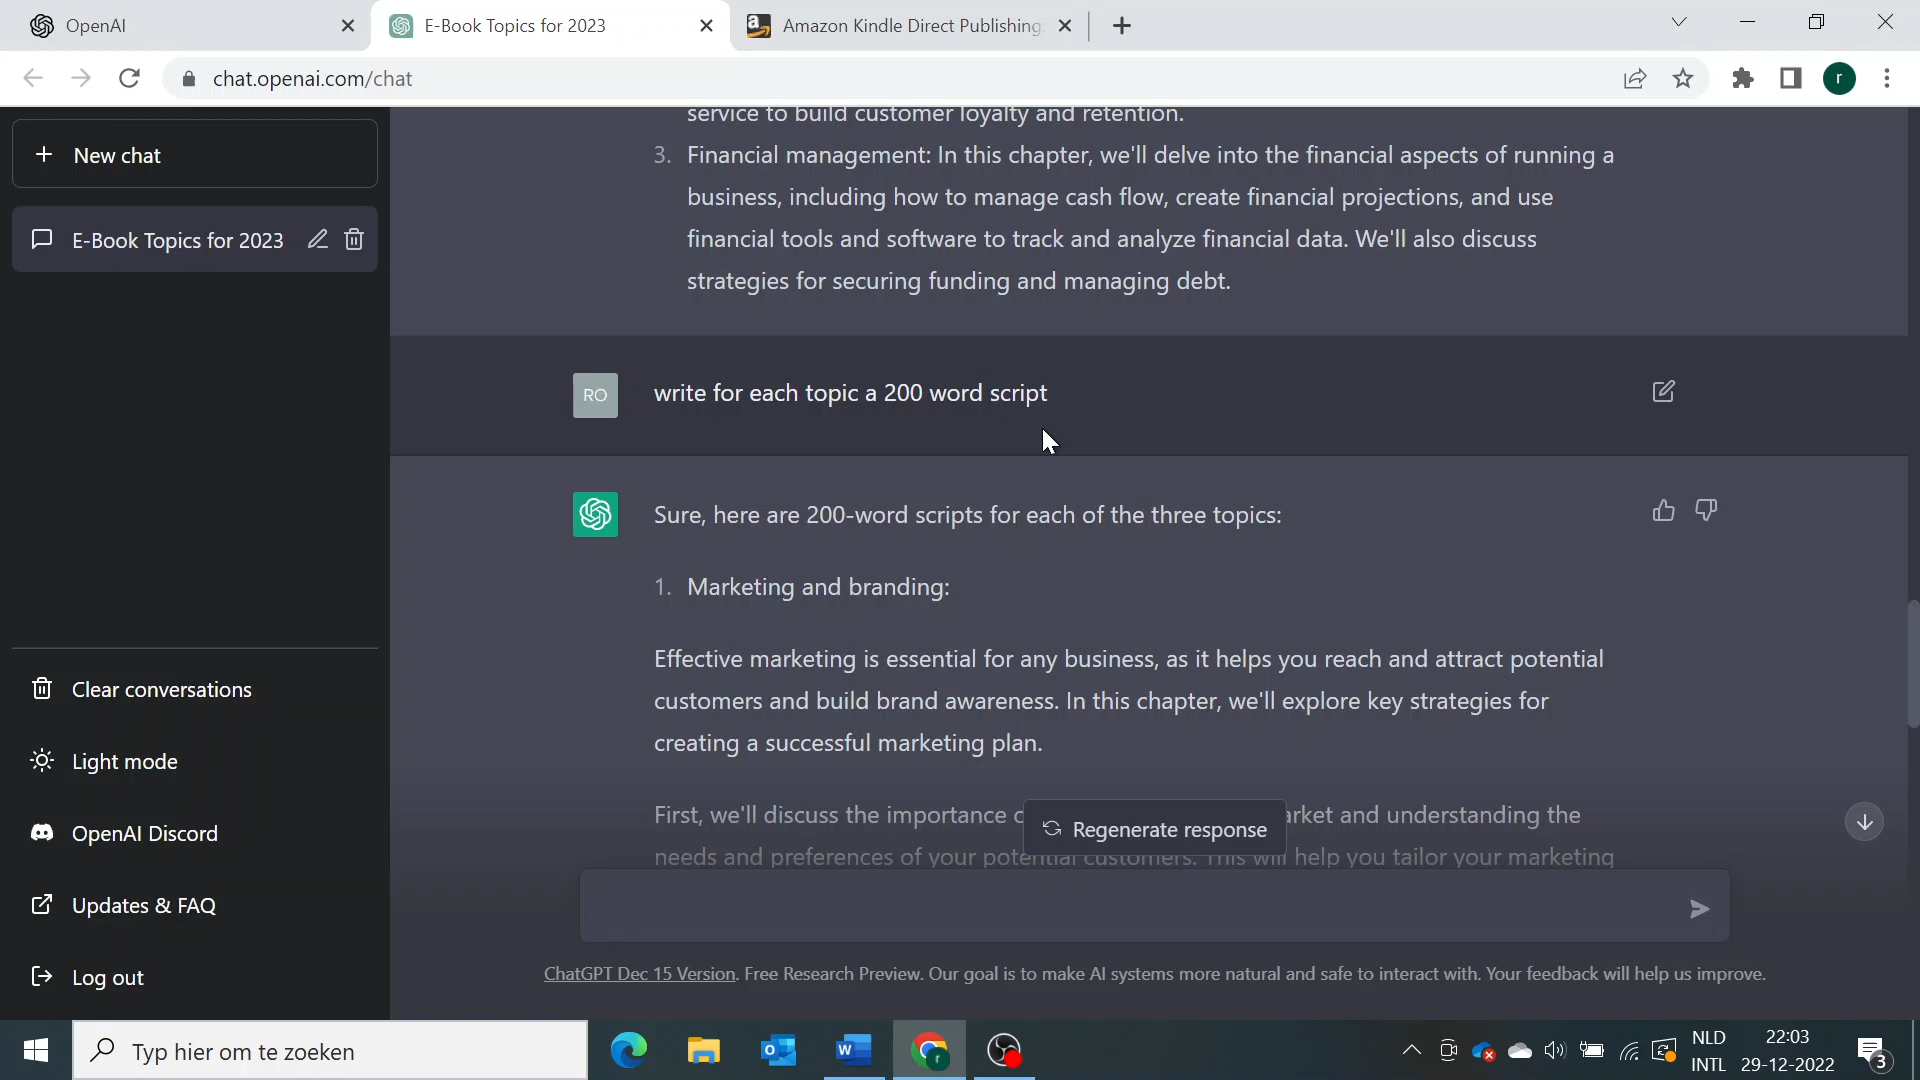 OpenAI
E-Book Topics for 2023
Amazon Kindle Direct Publishing
chat.openai.com/chat
r
New chat
E-Book Topics for 2023
Clear conversations
Light mode
OpenAI Discord
Updates & FAQ
Log out
service to build customer loyalty and retention.
3. Financial management: In this chapter, we'll delve into the financial aspects of running a
business, including how to manage cash flow, create financial projections, and use
financial tools and software to track and analyze financial data. We'll also discuss
strategies for securing funding and managing debt.
RO
write for each topic a 200 word script
Sure, here are 200-word scripts for each of the three topics:
1. Marketing and branding:
Effective marketing is essential for any business, as it helps you reach and attract potential
customers and build brand awareness. In this chapter, we'll explore key strategies for
creating a successful marketing plan.
First, we'll discuss the importance and understanding the
needs and preferences of your potential customers. This will help you tailor your marketing
Regenerate response
ChatGPT Dec 15 Version. Free Research Preview. Our goal is to make AI systems more natural and safe to interact with. Your feedback will help us improve.
Typ hier om te zoeken
NLD
INTL
22:03
29-12-2022
3